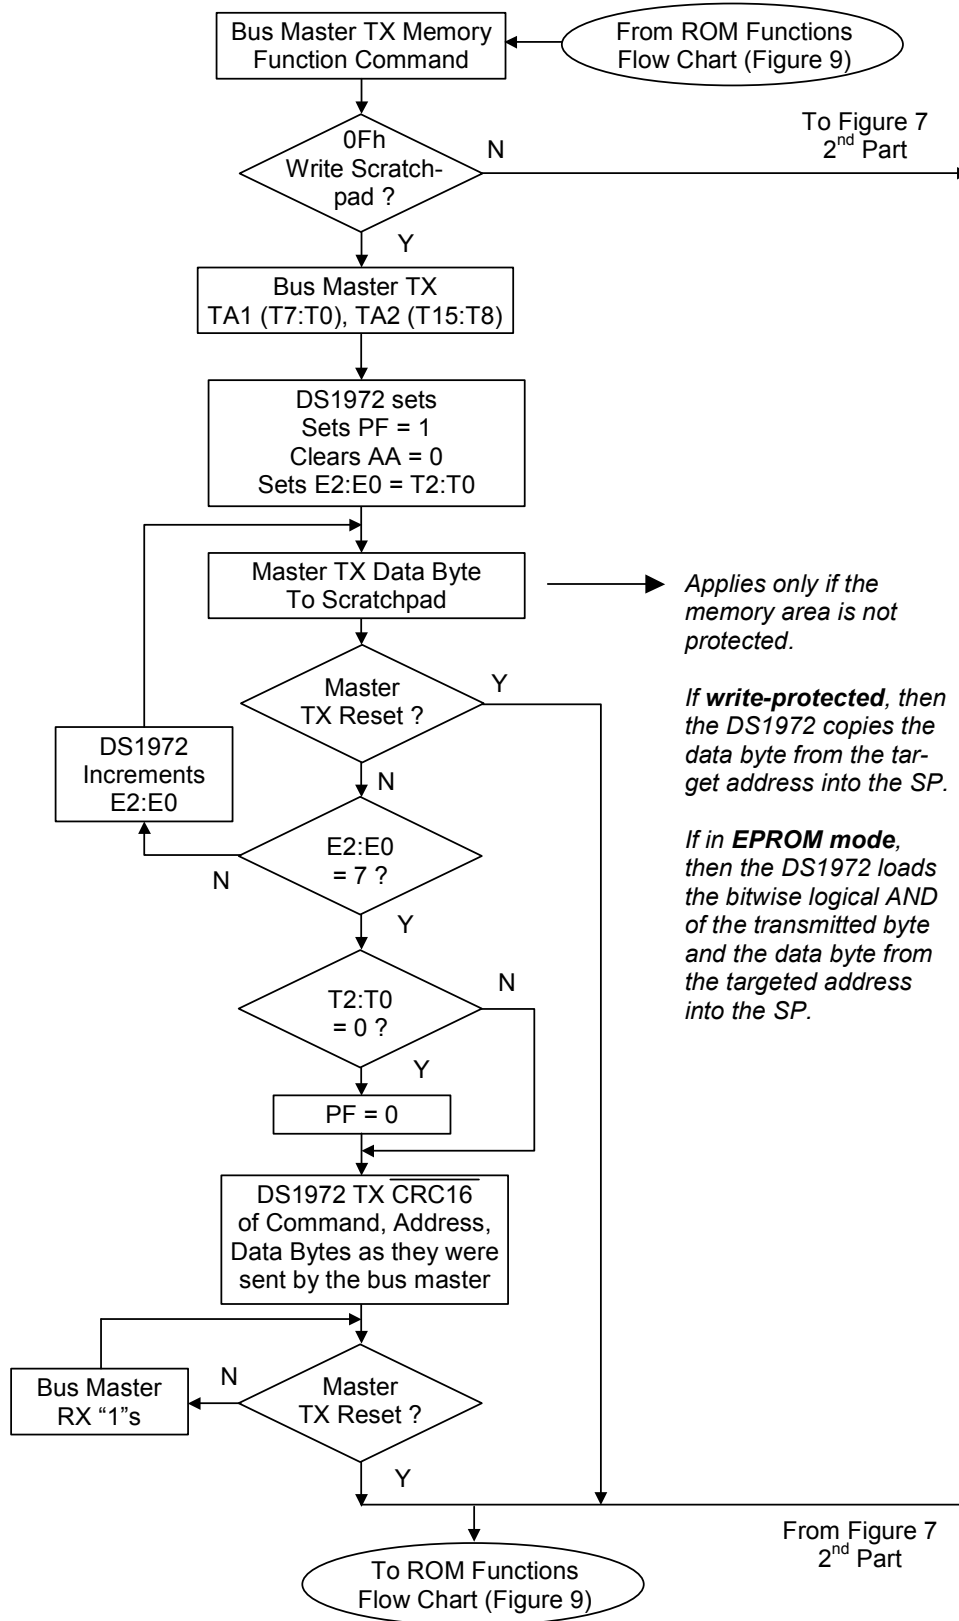 Bus Master TX Memory
Function Command
From ROM Functions
Flow Chart (Figure 9)
To Figure 7
2nd Part
0Fh
Write Scratch-
pad ?
N
Y
Bus Master TX
TA1 (T7:T0), TA2 (T15:T8)
DS1972 sets
Sets PF = 1
Clears AA = 0
Sets E2:E0 = T2:T0
Master TX Data Byte
To Scratchpad
Applies only if the
memory area is not
protected.
If write-protected, then
the DS1972 copies the
data byte from the tar-
get address into the SP.
If in EPROM mode,
then the DS1972 loads
the bitwise logical AND
of the transmitted byte
and the data byte from
the targeted address
into the SP.
Master
TX Reset ?
Y
N
DS1972
Increments
E2:E0
E2:E0
= 7 ?
N
Y
T2:T0
= 0 ?
N
Y
PF = 0
DS1972 TX CRC16
of Command, Address,
Data Bytes as they were
sent by the bus master
Master
TX Reset ?
N
Bus Master
RX “1”s
Y
From Figure 7
2nd Part
To ROM Functions
Flow Chart (Figure 9)